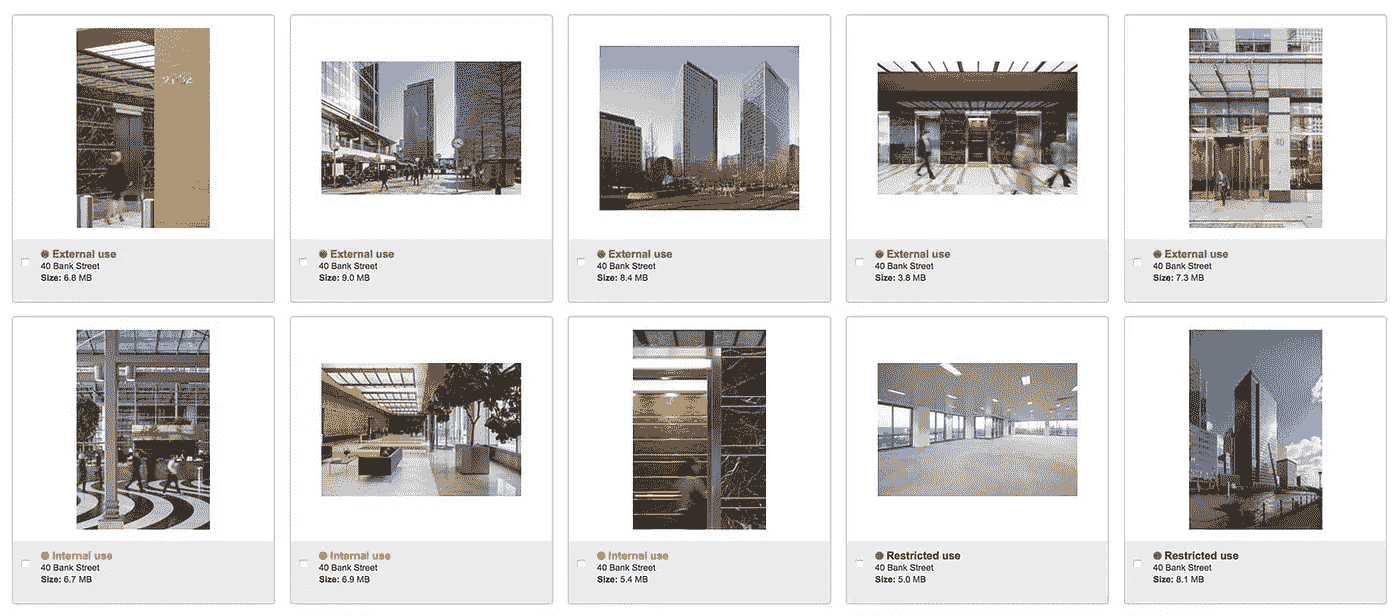 External use
40 Bank Street
Size: 6.8 MB
External use
40 Bank Street
Size: 9.0 MB
External use
40 Bank Street
Size: 8.4 MB
External use
40 Bank Street
Size: 3.8 MB
40
External use
40 Bank Street
Size: 7.3 MB
Internal use
40 Bank Street
Size: 6.7 MB
Internal use
40 Bank Street
Size: 6.9 MB
Internal use
40 Bank Street
Size: 5.4 MB
Restricted use
40 Bank Street
Size: 5.0 MB
Restricted use
40 Bank Street
Size: 8.1 MB